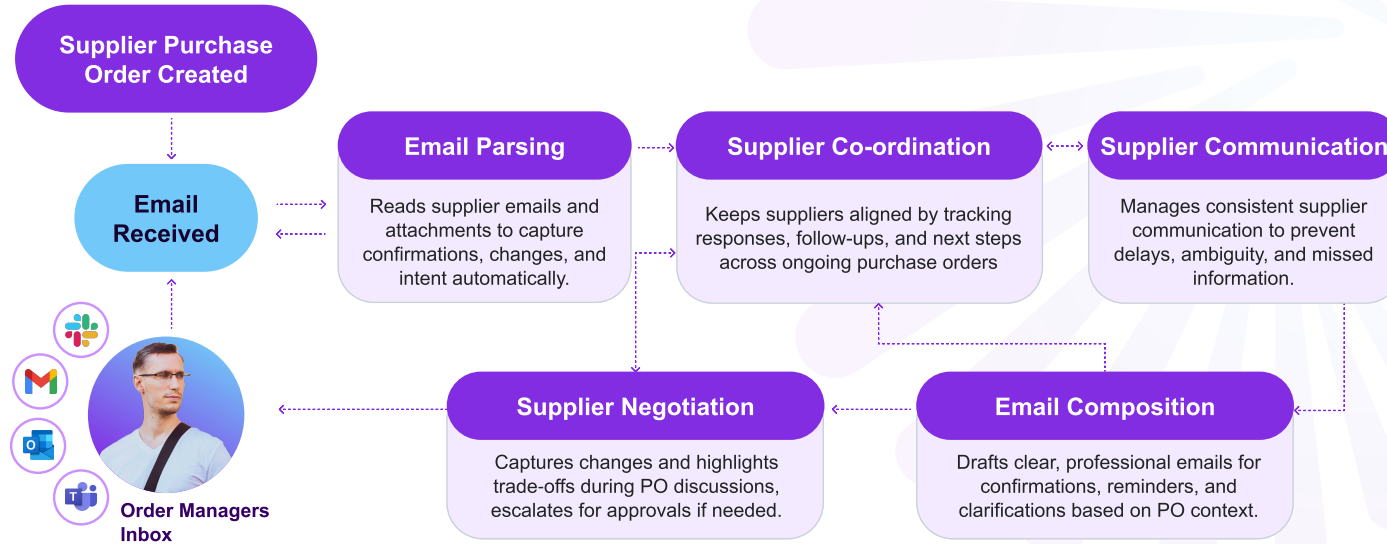 Supplier Purchase
Order Created
Email
Received
Email Parsing
Reads supplier emails and
attachments to capture
confirmations, changes, and
intent automatically.
Supplier Co-ordination
Keeps suppliers aligned by tracking
responses, follow-ups, and next steps
across ongoing purchase orders
Supplier Communication
Manages consistent supplier
communication to prevent
delays, ambiguity, and missed
information.
Supplier Negotiation
Captures changes and highlights
trade-offs during PO discussions,
escalates for approvals if needed.
Email Composition
Drafts clear, professional emails for
confirmations, reminders, and
clarifications based on PO context.
O
T
Order Managers
Inbox